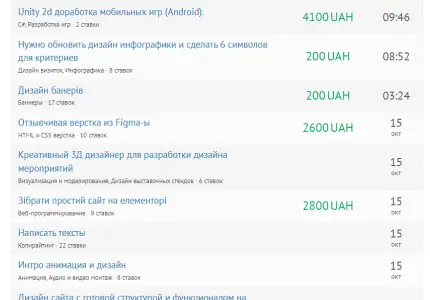 Unity 2d доработка мобильных игр (Android). 4100 UAH 09:46
C#, Разработка игр · 2 ставки
Нужно обновить дизайн инфографики и сделать 6 символов
для критериев 200 UAH 08:52
Дизайн визиток, Инфографика · 8 ставок
Дизайн банерів 200 UAH 03:24
Баннеры · 17 ставок
Отзывчивая верстка из Figma-ы 2600 UAH 15
HTML и CSS верстка · 10 ставок окт
Креативный 3Д дизайнер для разработки дизайна
мероприятий 15
Визуализация и моделирование, Дизайн выставочных стендов · 6 ставок окт
Зібрати простий сайт на елементорі 2800 UAH 15
Веб-программирование · 9 ставок окт
Написать тексты 15
Копирайтинг · 22 ставки окт
Интро анимация и дизайн 15
Анимация, Аудио и видео монтаж · 8 ставок окт
Дизайн сайта с готовой структурой и функционалом на